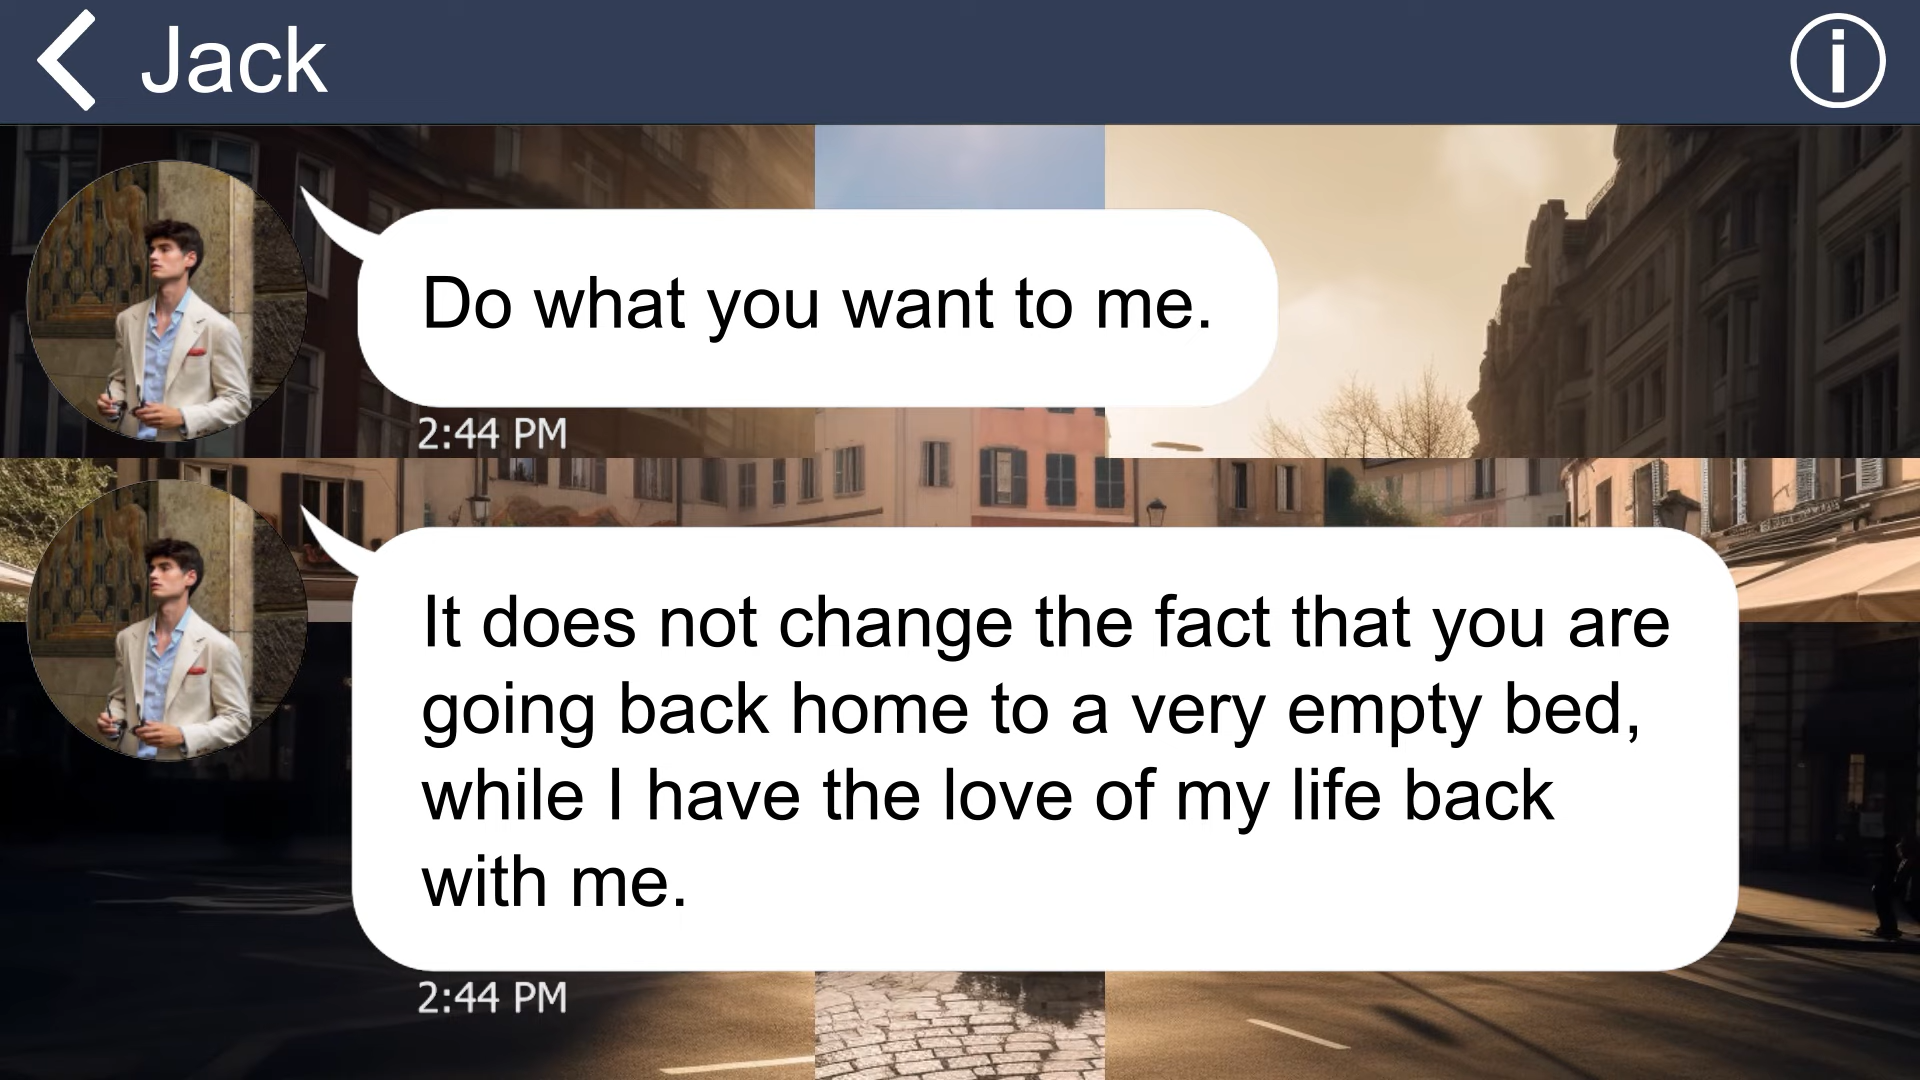 Jack
Do what you want to me.
2:44 PM
It does not change the fact that you are
going back home to a very empty bed,
while I have the love of my life back
with me.
2:44 PM